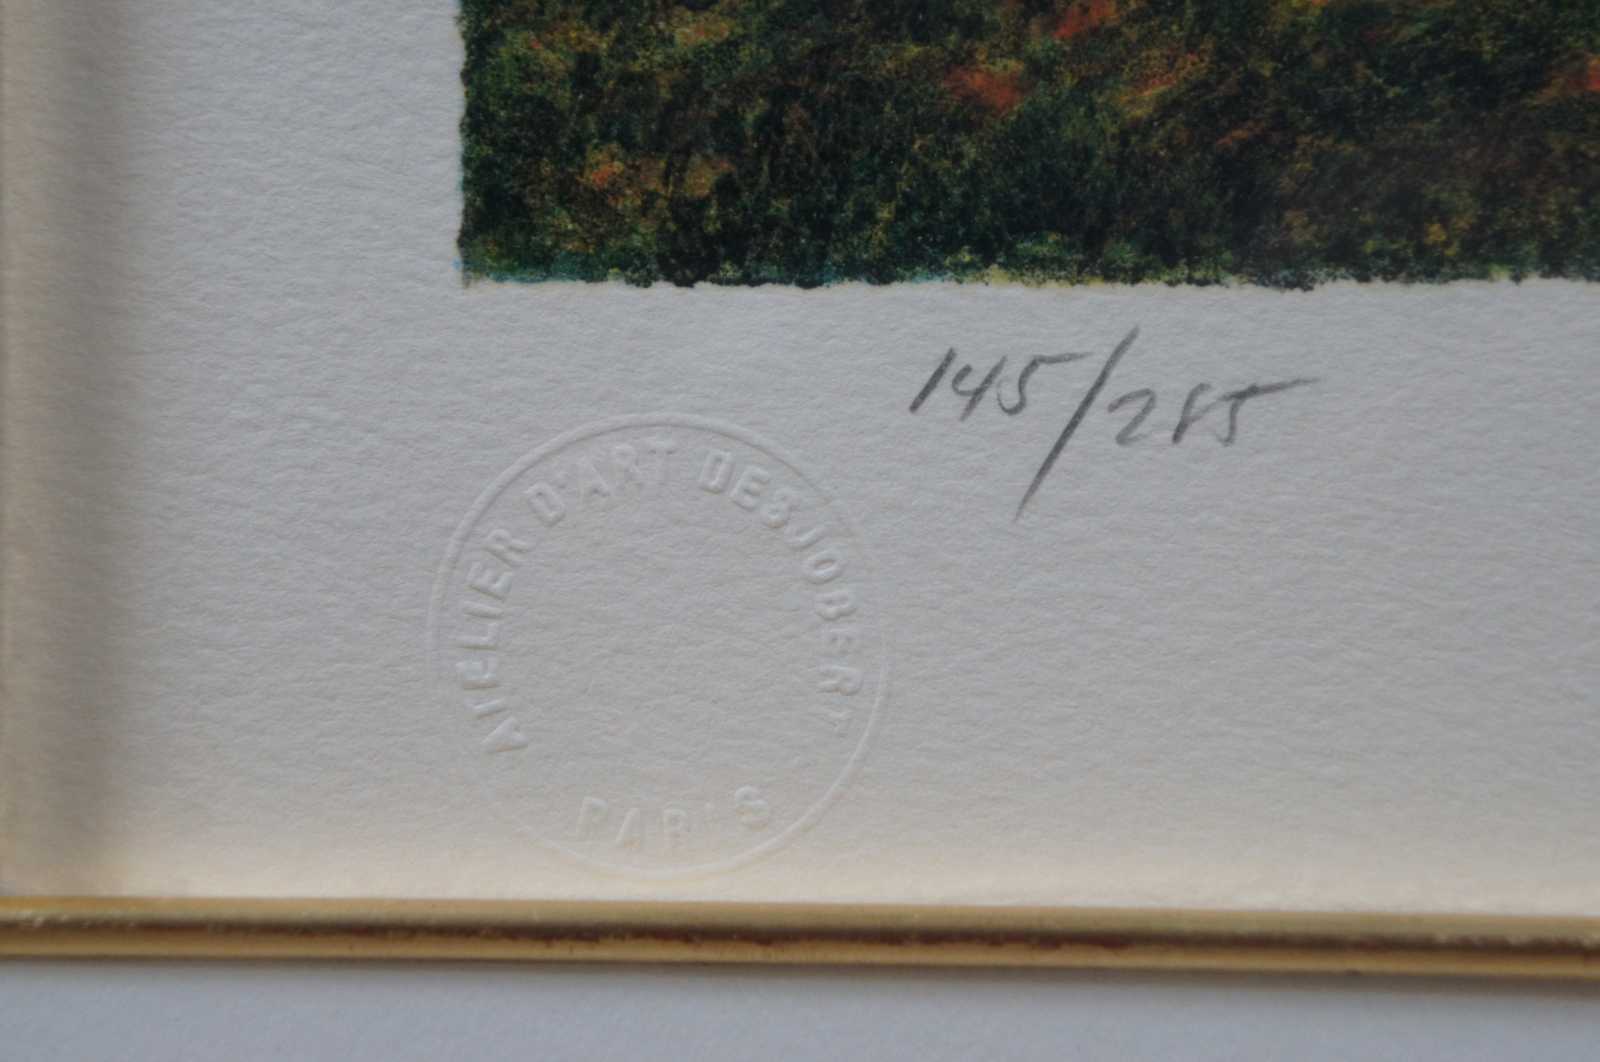 145/285
ATELIER D'ART DESJOBERT
PARIS